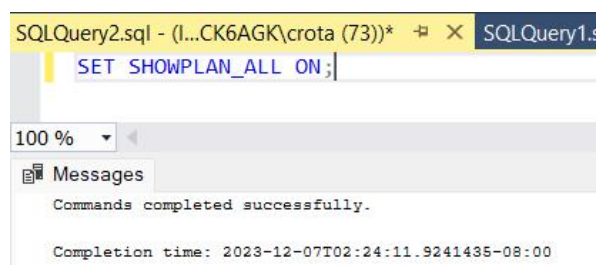 SQLQuery2.sql - (l...CK6AGK\crota (73))* SQLQuery1.s
SET SHOWPLAN_ALL ON;
100 %
Messages
Commands completed successfully.
Completion time: 2023-12-07T02:24:11.9241435-08:00